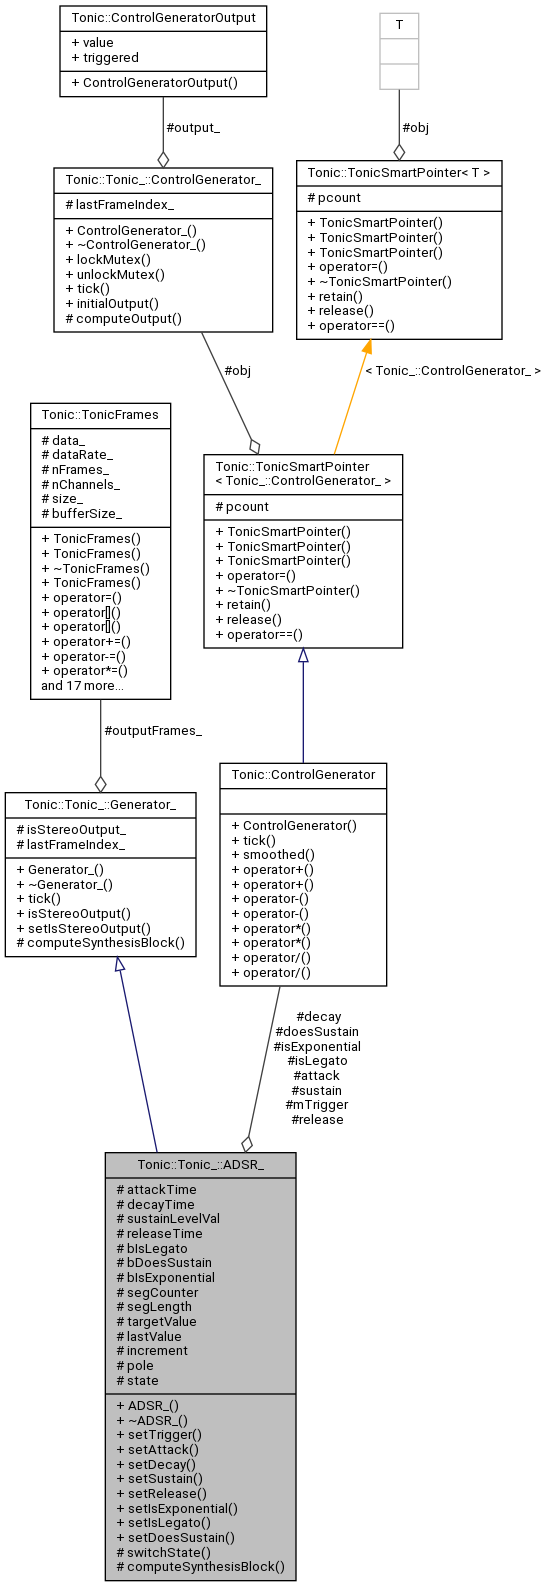 Tonic::ControlGeneratorOutput
+ value
+ triggered
+ ControlGeneratorOutput()
T
#output_
#obj
Tonic::Tonic_::ControlGenerator_
# lastFrameIndex_
+ ControlGenerator_()
+ ~ControlGenerator_()
+ lockMutex()
+ unlockMutex()
+ tick()
+ initialOutput()
# computeOutput()
Tonic::TonicSmartPointer< T >
# pcount
+ TonicSmartPointer()
+ TonicSmartPointer()
+ TonicSmartPointer()
+ operator=()
+ ~TonicSmartPointer()
+ retain()
+ release()
+ operator==()
#obj
< Tonic_::ControlGenerator_ >
Tonic::TonicFrames
# data_
# dataRate_
# nFrames_
# nChannels_
# size_
# bufferSize_
+ TonicFrames()
+ TonicFrames()
+ ~TonicFrames()
+ TonicFrames()
+ operator=()
+ operator[]()
+ operator[]()
+ operator+=()
+ operator-=()
+ operator*=()
and 17 more...
Tonic::TonicSmartPointer
< Tonic_::ControlGenerator_ >
# pcount
+ TonicSmartPointer()
+ TonicSmartPointer()
+ TonicSmartPointer()
+ operator=()
+ ~TonicSmartPointer()
+ retain()
+ release()
+ operator==()
#outputFrames_
Tonic::Tonic_::Generator_
# isStereoOutput_
# lastFrameIndex_
+ Generator_()
+ ~Generator_()
+ tick()
+ isStereoOutput()
+ setIsStereoOutput()
# computeSynthesisBlock()
Tonic::ControlGenerator
+ ControlGenerator()
+ tick()
+ smoothed()
+ operator+()
+ operator+()
+ operator-()
+ operator-()
+ operator*()
+ operator*()
+ operator/()
+ operator/()
#decay
#doesSustain
#isExponential
#isLegato
#attack
#sustain
#mTrigger
#release
Tonic::Tonic_::ADSR_
# attackTime
# decayTime
# sustainLevelVal
# releaseTime
# bIsLegato
# bDoesSustain
# bIsExponential
# segCounter
# segLength
# targetValue
# lastValue
# increment
# pole
# state
+ ADSR_()
+ ~ADSR_()
+ setTrigger()
+ setAttack()
+ setDecay()
+ setSustain()
+ setRelease()
+ setIsExponential()
+ setIsLegato()
+ setDoesSustain()
# switchState()
# computeSynthesisBlock()